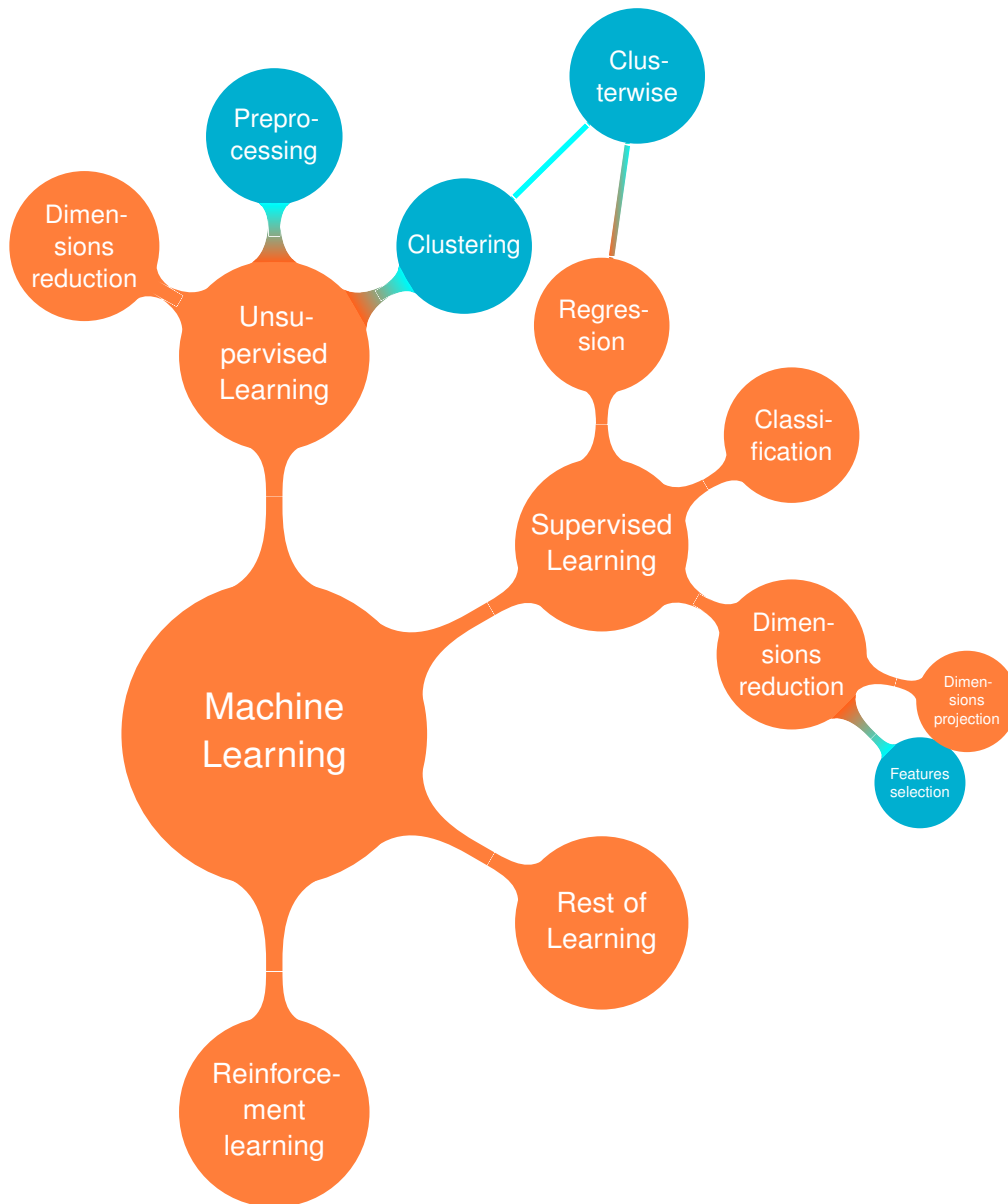 Clus-
terwise
Prepro-
cessing
Dimen-
sions
reduction
Clustering
Unsu-
pervised
Learning
Regres-
sion
Classi-
fication
Supervised
Learning
Dimen-
sions
reduction
Dimen-
sions
projection
Features
selection
Machine
Learning
Rest of
Learning
Reinforce-
ment
learning